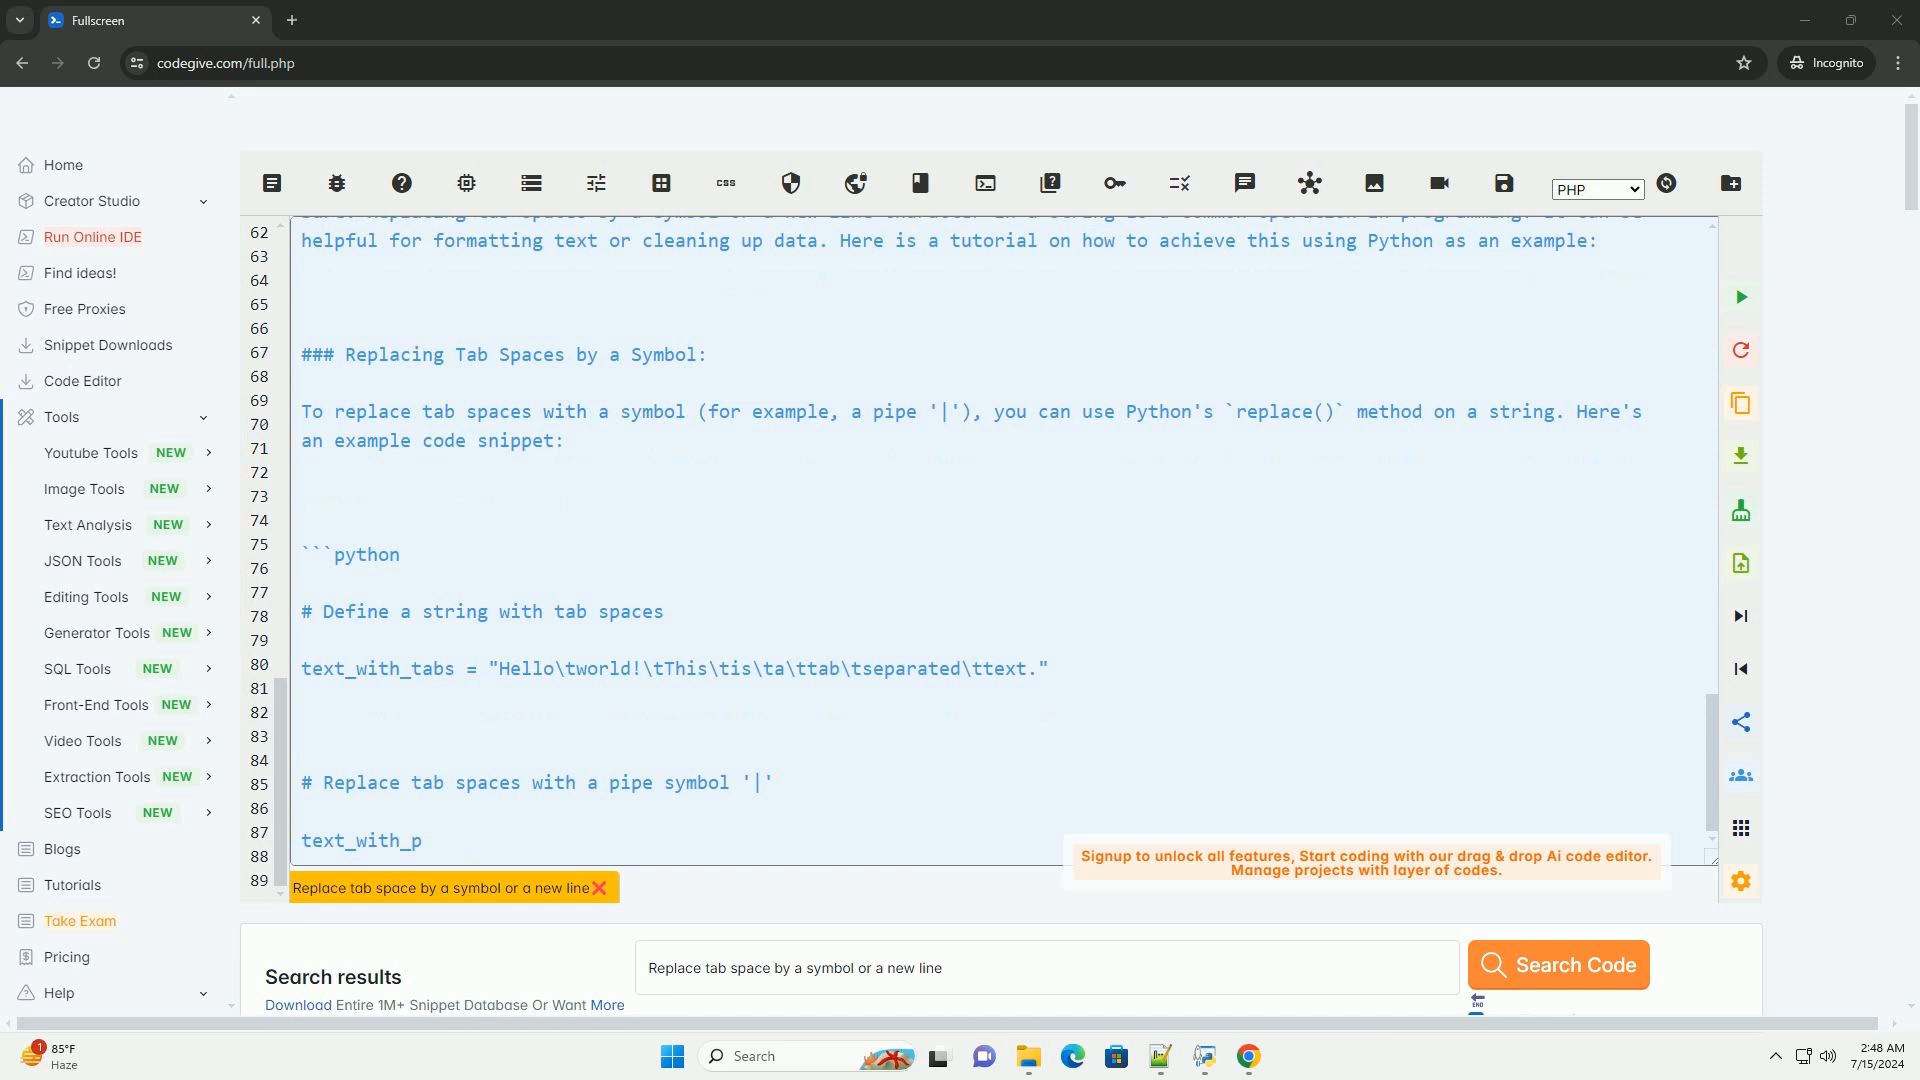 Fullscreen
codegive.com/full.php
Incognito
Home
Creator Studio
Run Online IDE
Find ideas!
Free Proxies
Snippet Downloads
Code Editor
Tools
Youtube Tools NEW
Image Tools NEW
Text Analysis NEW
JSON Tools NEW
Editing Tools NEW
Generator Tools NEW
SQL Tools NEW
Front-End Tools NEW
Video Tools NEW
Extraction Tools NEW
SEO Tools NEW
Blogs
Tutorials
Take Exam
Pricing
Help
css
PHP
62
63
64
65
66
67
68
69
70
71
72
73
74
75
76
77
78
79
80
81
82
83
84
85
86
87
88
89
helpful for formatting text or cleaning up data. Here is a tutorial on how to achieve this using Python as an example:
### Replacing Tab Spaces by a Symbol:
To replace tab spaces with a symbol (for example, a pipe '|'), you can use Python's `replace()` method on a string. Here's
an example code snippet:
```python
# Define a string with tab spaces
text_with_tabs = "Hello\tworld!\tThis\tis\ta\ttab\tseparated\ttext."
# Replace tab spaces with a pipe symbol '|'
text_with_p
Signup to unlock all features, Start coding with our drag & drop Ai code editor.
Manage projects with layer of codes.
Replace tab space by a symbol or a new line❌
Search results
Download Entire 1M+ Snippet Database Or Want More
Replace tab space by a symbol or a new line
Search Code
END
1
85°F
Haze
Search
2:48 AM
7/15/2024